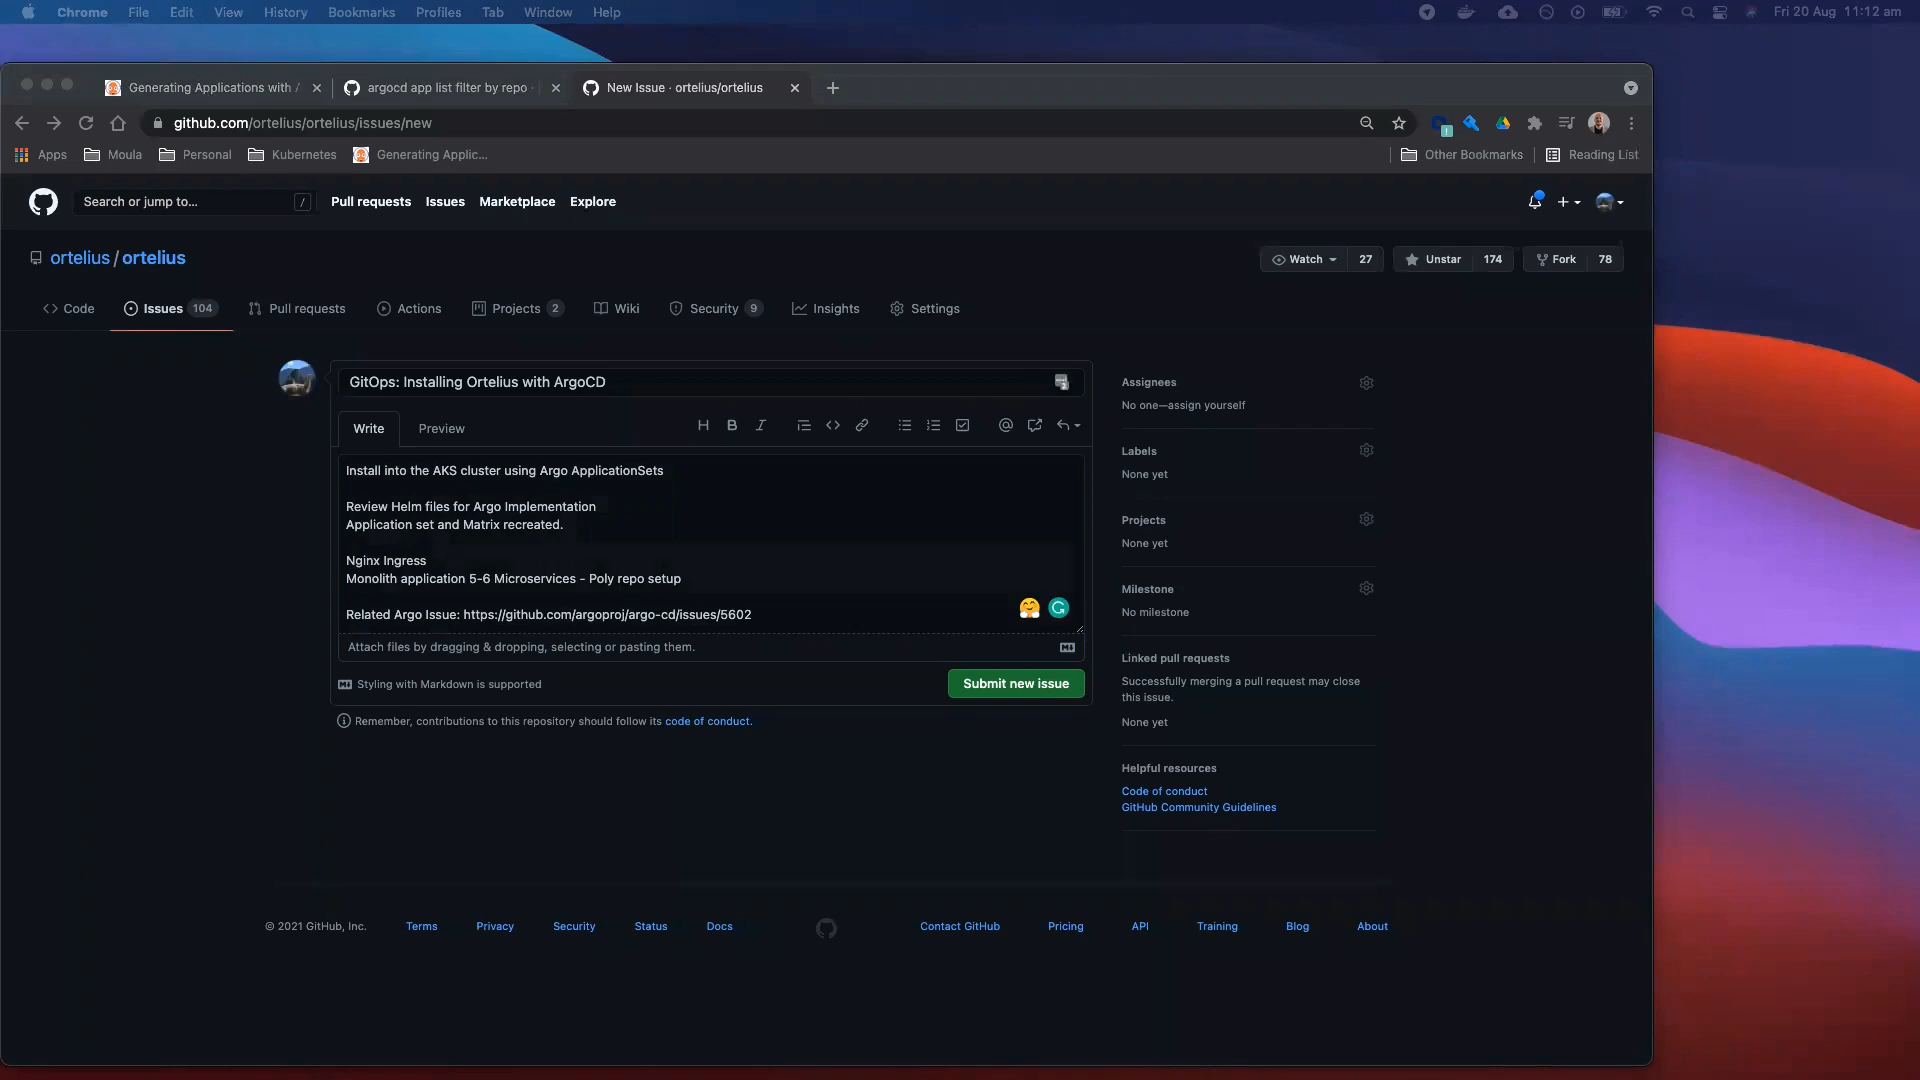 Chrome File Edit View History Bookmarks Profiles Tab Window Help Fri 20 Aug 11:12 am
Generating Applications with argocd app list filter by repo New Issue · ortelius/ortelius
github.com/ortelius/ortelius/issues/new
Apps Moula Personal Kubernetes Generating Applic... Other Bookmarks Reading List
Search or jump to... / Pull requests Issues Marketplace Explore
ortelius / ortelius Watch 27 Unstar 174 Fork 78
Code Issues 104 Pull requests Actions Projects 2 Wiki Security 9 Insights Settings
GitOps: Installing Ortelius with ArgoCD
Write Preview
Install into the AKS cluster using Argo ApplicationSets
Review Helm files for Argo Implementation
Application set and Matrix recreated.
Nginx Ingress
Monolith application 5-6 Microservices - Poly repo setup
Related Argo Issue: https://github.com/argoproj/argo-cd/issues/5602
Attach files by dragging & dropping, selecting or pasting them.
Styling with Markdown is supported
Submit new issue
Remember, contributions to this repository should follow its code of conduct.
Assignees
No one—assign yourself
Labels
None yet
Projects
None yet
Milestone
No milestone
Linked pull requests
Successfully merging a pull request may close
this issue.
None yet
Helpful resources
Code of conduct
GitHub Community Guidelines
© 2021 GitHub, Inc. Terms Privacy Security Status Docs Contact GitHub Pricing API Training Blog About